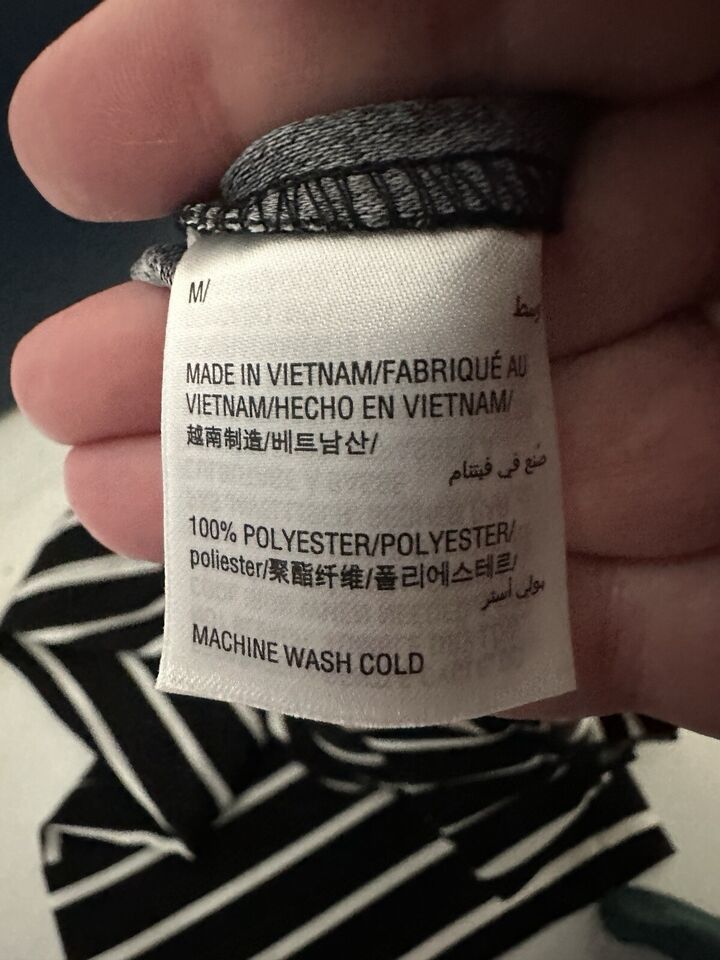 M/
وسط
MADE IN VIETNAM/FABRIQUÉ AU
VIETNAM/HECHO EN VIETNAM/
越南制造/베트남산/
صُنع في فيتنام
100% POLYESTER/POLYESTER/
poliester/聚酯纤维/폴리에스테르/
بولي أستر
MACHINE WASH COLD